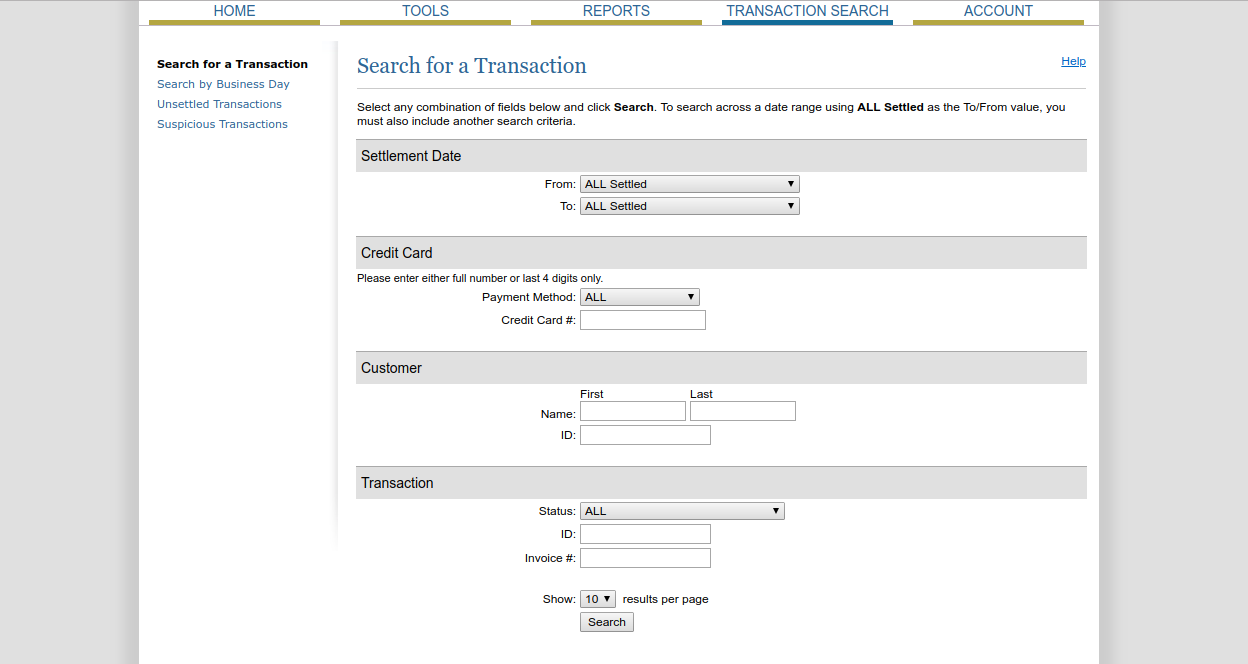 HOME TOOLS REPORTS TRANSACTION SEARCH ACCOUNT
Search for a Transaction
Search by Business Day
Unsettled Transactions
Suspicious Transactions
Search for a Transaction Help
Select any combination of fields below and click Search. To search across a date range using ALL Settled as the To/From value, you
must also include another search criteria.
Settlement Date
From: ALL Settled
To: ALL Settled
Credit Card
Please enter either full number or last 4 digits only.
Payment Method: ALL
Credit Card #:
Customer
First Last
Name:
ID:
Transaction
Status: ALL
ID:
Invoice #:
Show: 10 results per page
Search